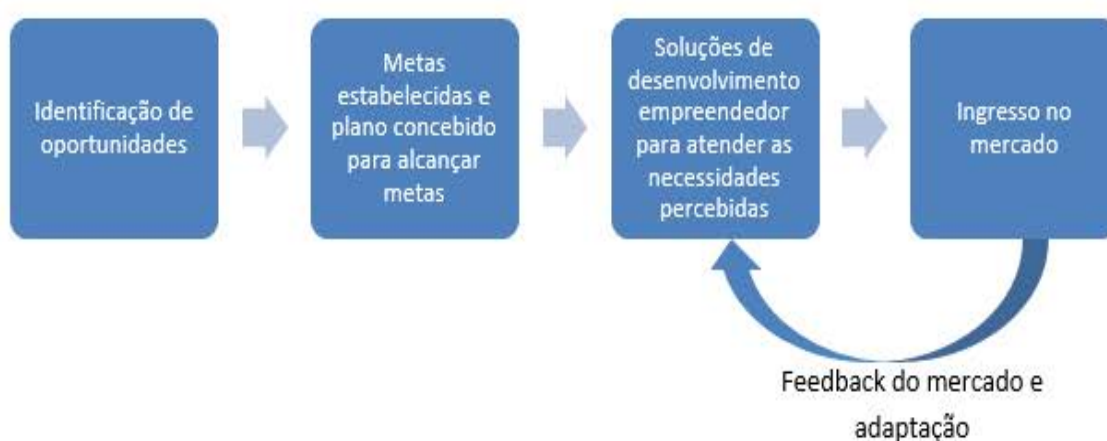 Identificação de
oportunidades
Metas
estabelecidas e
plano concebido
para alcançar
metas
Soluções de
desenvolvimento
empreendedor
para atender as
necessidades
percebidas
Ingresso no
mercado
Feedback do mercado e
adaptação